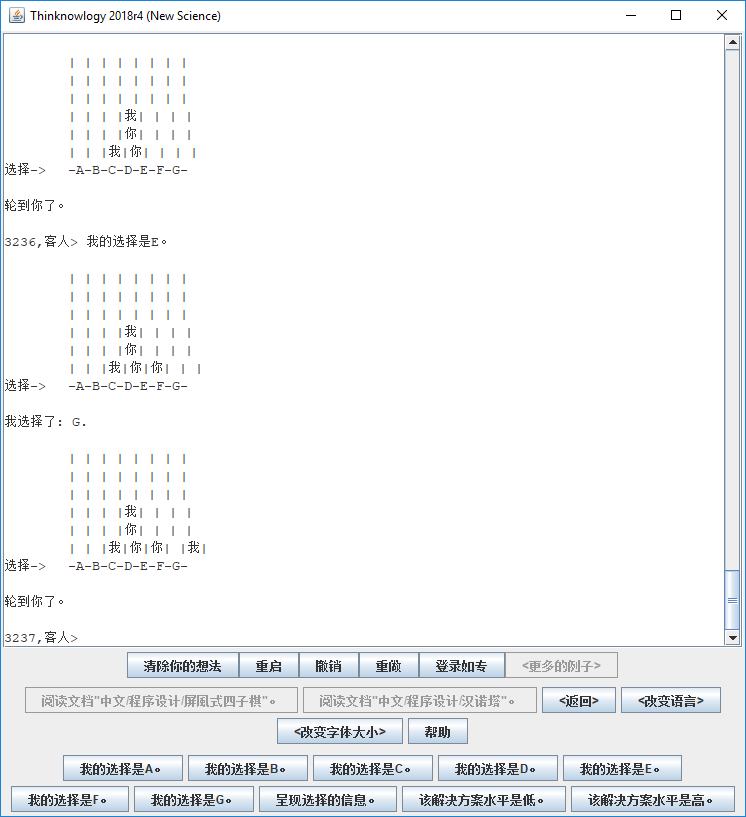 Thinknowlogy 2018r4 (New Science)
| | | | | | | |
| | | | | | | |
| | | | | | | |
| | | |我| | | |
| | | |你| | | |
| | |我|你| | | |
选择-> -A-B-C-D-E-F-G-
轮到你了。
3236,客人> 我的选择是E。
| | | | | | | |
| | | | | | | |
| | | | | | | |
| | | |我| | | |
| | | |你| | | |
| | |我|你|你| | |
选择-> -A-B-C-D-E-F-G-
我选择了: G.
| | | | | | | |
| | | | | | | |
| | | | | | | |
| | | |我| | | |
| | | |你| | | |
| | |我|你|你| |我|
选择-> -A-B-C-D-E-F-G-
轮到你了。
3237,客人>
清除你的想法 重启 撤销 重做 登录如专 <更多的例子>
阅读文档"中文/程序设计/屏風式四子棋"。 阅读文档"中文/程序设计/汉诺塔"。 <返回> <改变语言>
<改变字体大小> 帮助
我的选择是A。 我的选择是B。 我的选择是C。 我的选择是D。 我的选择是E。
我的选择是F。 我的选择是G。 呈现选择的信息。 该解决方案水平是低。 该解决方案水平是高。